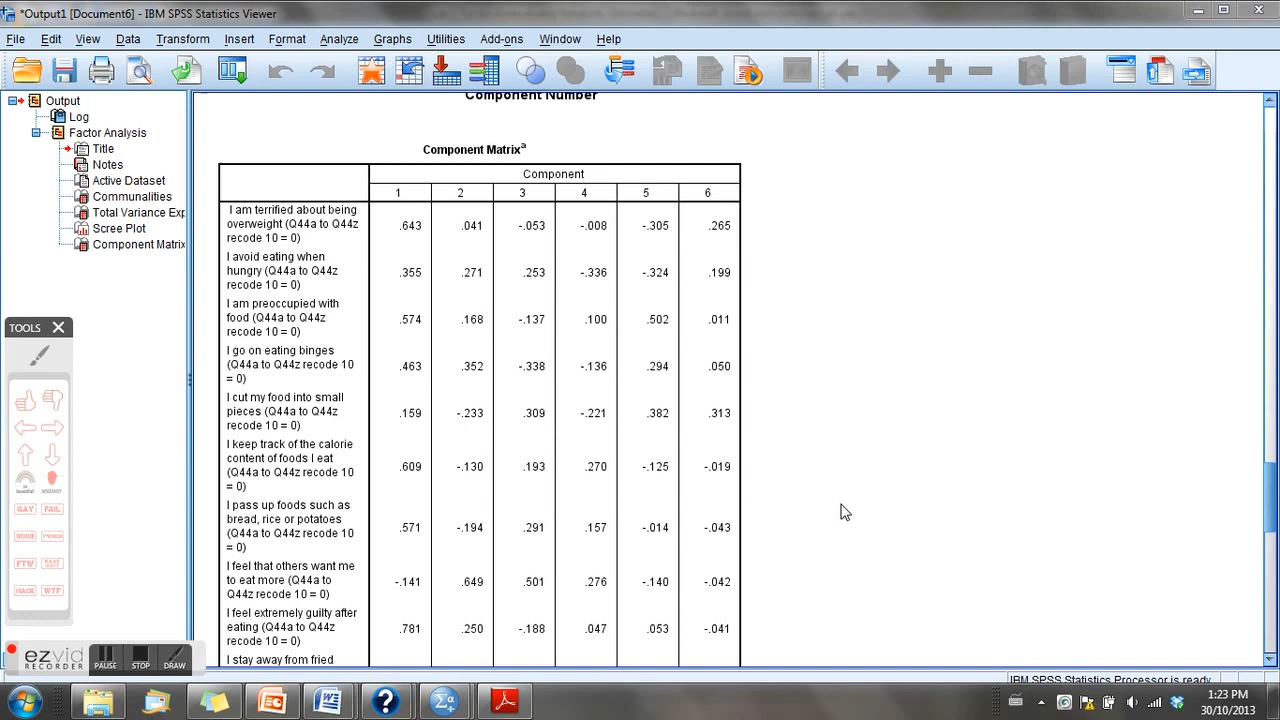 *Output1 [Document6] - IBM SPSS Statistics Viewer
File Edit View Data Transform Insert Format Analyze Graphs Utilities Add-ons Window Help
Output
Log
Factor Analysis
Title
Notes
Active Dataset
Communalities
Total Variance Exp
Scree Plot
Component Matrix
TOOLS
GAY FAIL
FTW
HACK WTF
ezvid
RECORDER
PAUSE STOP DRAW
Component Number
Component Matrixa
Component
1 2 3 4 5 6
I am terrified about being
overweight (Q44a to Q44z
recode 10 = 0)
.643 .041 -.053 -.008 -.305 .265
I avoid eating when
hungry (Q44a to Q44z
recode 10 = 0)
.355 .271 .253 -.336 -.324 .199
I am preoccupied with
food (Q44a to Q44z
recode 10 = 0)
.574 .168 -.137 .100 .502 .011
I go on eating binges
(Q44a to Q44z recode 10
= 0)
.463 .352 -.338 -.136 .294 .050
I cut my food into small
pieces (Q44a to Q44z
recode 10 = 0)
.159 -.233 .309 -.221 .382 .313
I keep track of the calorie
content of foods I eat
(Q44a to Q44z recode 10
= 0)
.609 -.130 .193 .270 -.125 -.019
I pass up foods such as
bread, rice or potatoes
(Q44a to Q44z recode 10
= 0)
.571 -.194 .291 .157 -.014 -.043
I feel that others want me
to eat more (Q44a to
Q44z recode 10 = 0)
-.141 .649 .501 .276 -.140 -.042
I feel extremely guilty after
eating (Q44a to Q44z
recode 10 = 0)
.781 .250 -.188 .047 .053 -.041
I stay away from fried
IBM SPSS Statistics Processor is ready
1:23 PM
30/10/2013